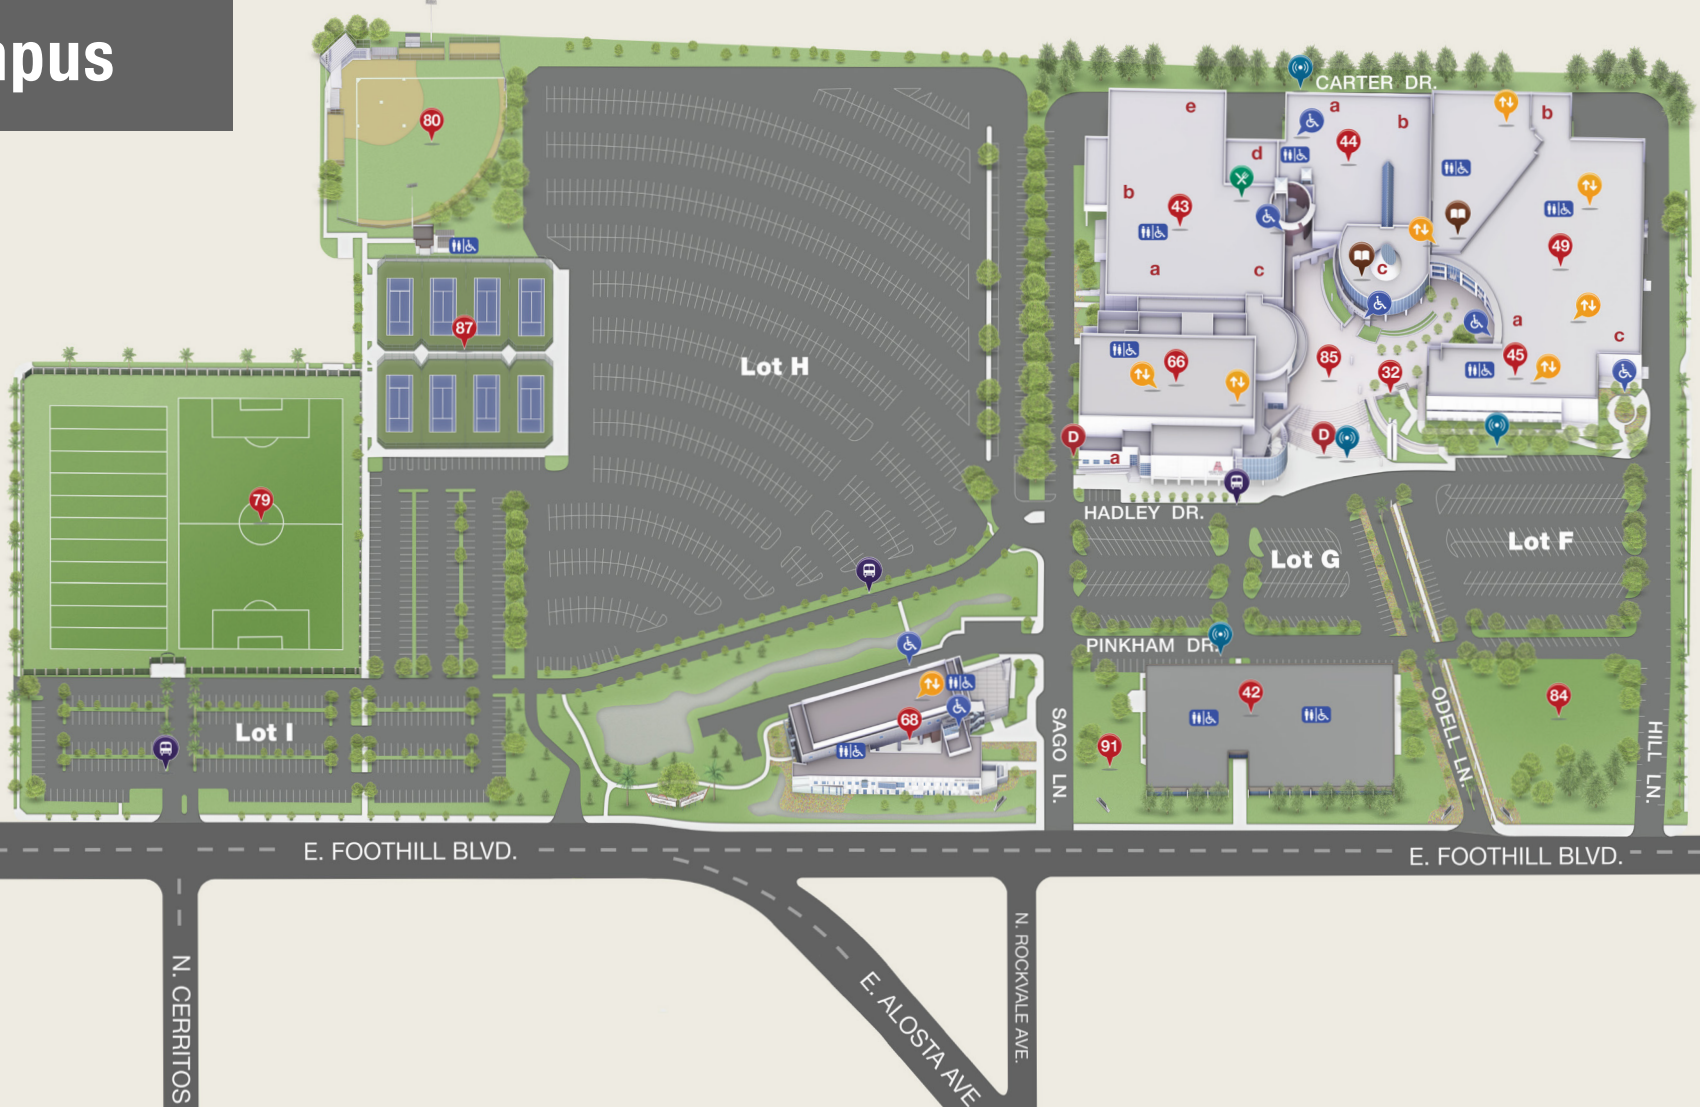 mpus
CARTER DR.
e
a
b
b
80
44
d
b
43
49
a
c
c
87
a
c
Lot H
66
85
32
45
D
D
a
79
HADLEY DR.
Lot G
Lot F
PINKHAM DR.
Lot I
68
42
84
91
SAGO LN.
ODELL LN.
HILL LN.
E. FOOTHILL BLVD.
E. FOOTHILL BLVD.
N. CERRITOS
E. ALOSTA AVE
N. ROCKVALE AVE.